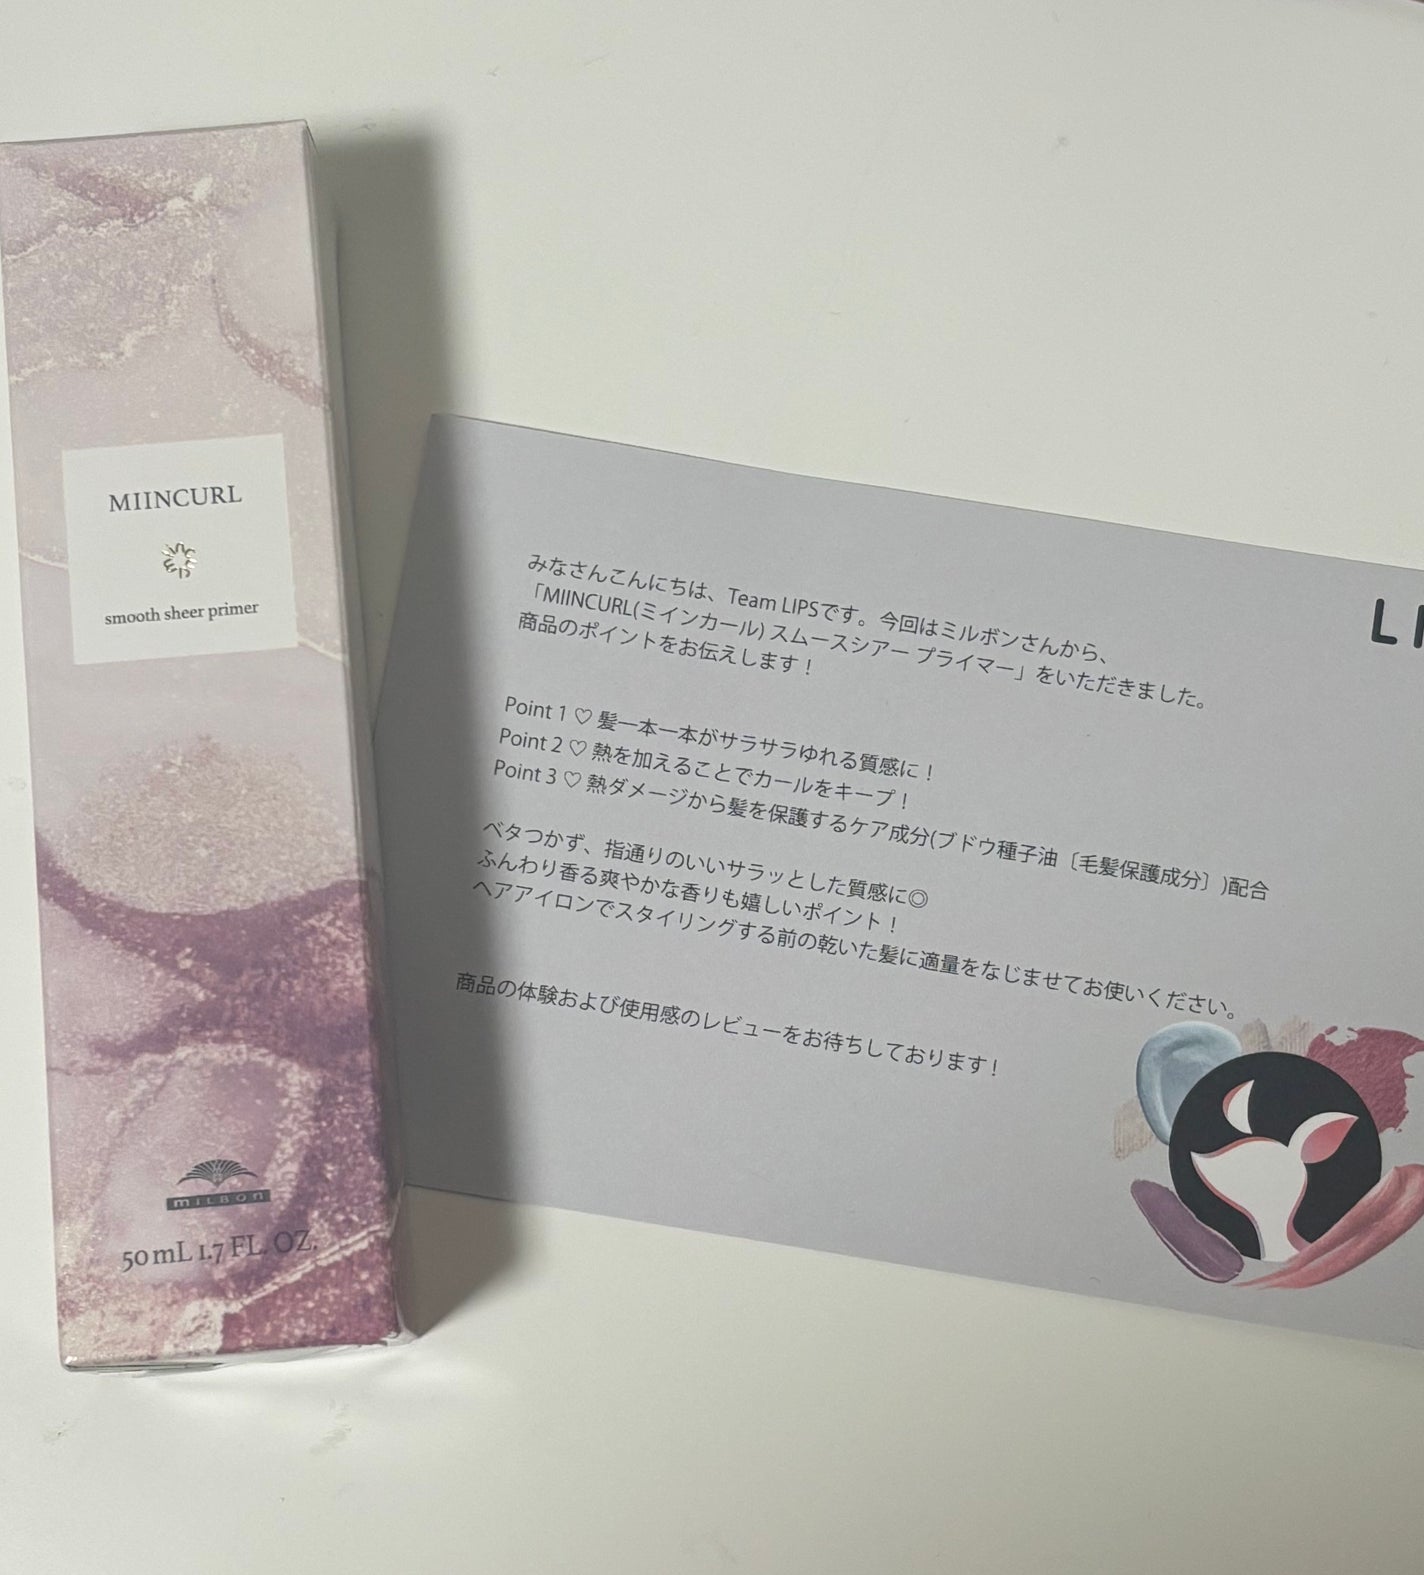 MIINCURL
smooth sheer primer
milbon
50 mL 1.7 FL. OZ.
みなさんこんにちは、Team LIPSです。今回はミルボンさんから、
「MIINCURL(ミインカール) スムースシアー プライマー」をいただきました。
商品のポイントをお伝えします！
Point 1 ♡ 髪一本一本がサラサラゆれる質感に！
Point 2 ♡ 熱を加えることでカールをキープ！
Point 3 ♡ 熱ダメージから髪を保護するケア成分(ブドウ種子油〔毛髪保護成分〕)配合
ベタつかず、指通りのいいサラッとした質感に◎
ふんわり香る爽やかな香りも嬉しいポイント！
ヘアアイロンでスタイリングする前の乾いた髪に適量をなじませてお使いください。
商品の体験および使用感のレビューをお待ちしております！